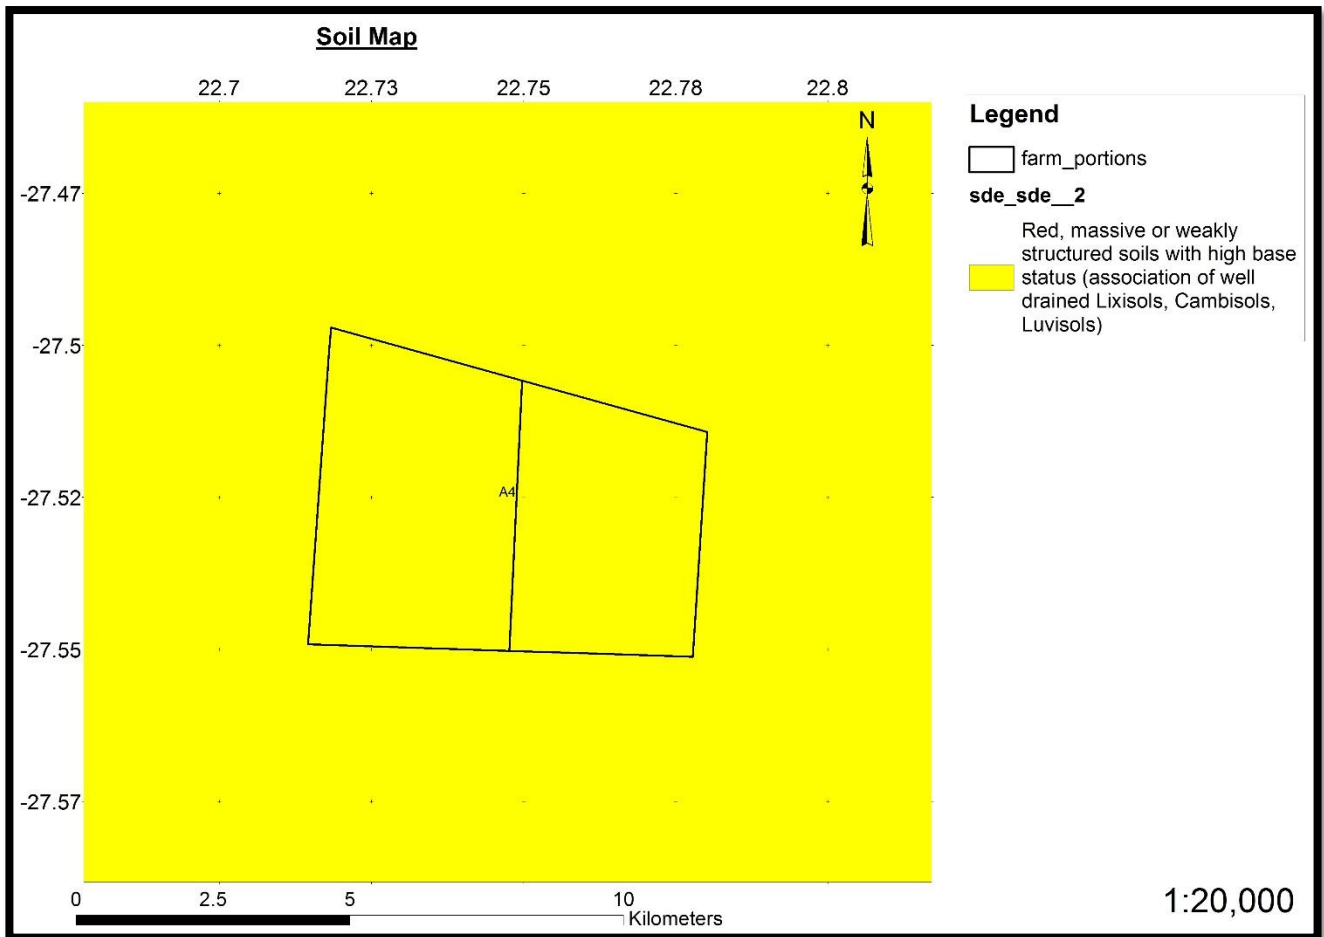 Soil Map
22.7 22.73 22.75 22.78 22.8
N
-27.47
-27.5
-27.52
-27.55
-27.57
A4
0 2.5 5 10
Kilometers
Legend
farm_portions
sde_sde__2
Red, massive or weakly
structured soils with high base
status (association of well
drained Lixisols, Cambisols,
Luvisols)
1:20,000